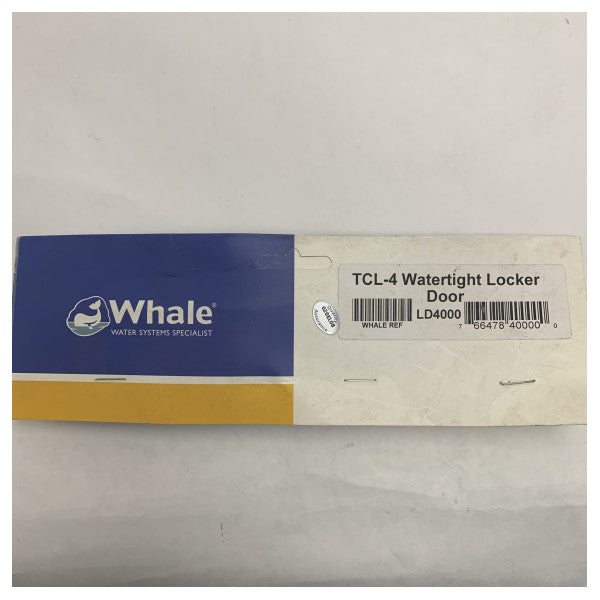 Whale®
WATER SYSTEMS SPECIALIST
TCL-4 Watertight Locker
Door
LD4000
WHALE REF
7 66478 40000 0